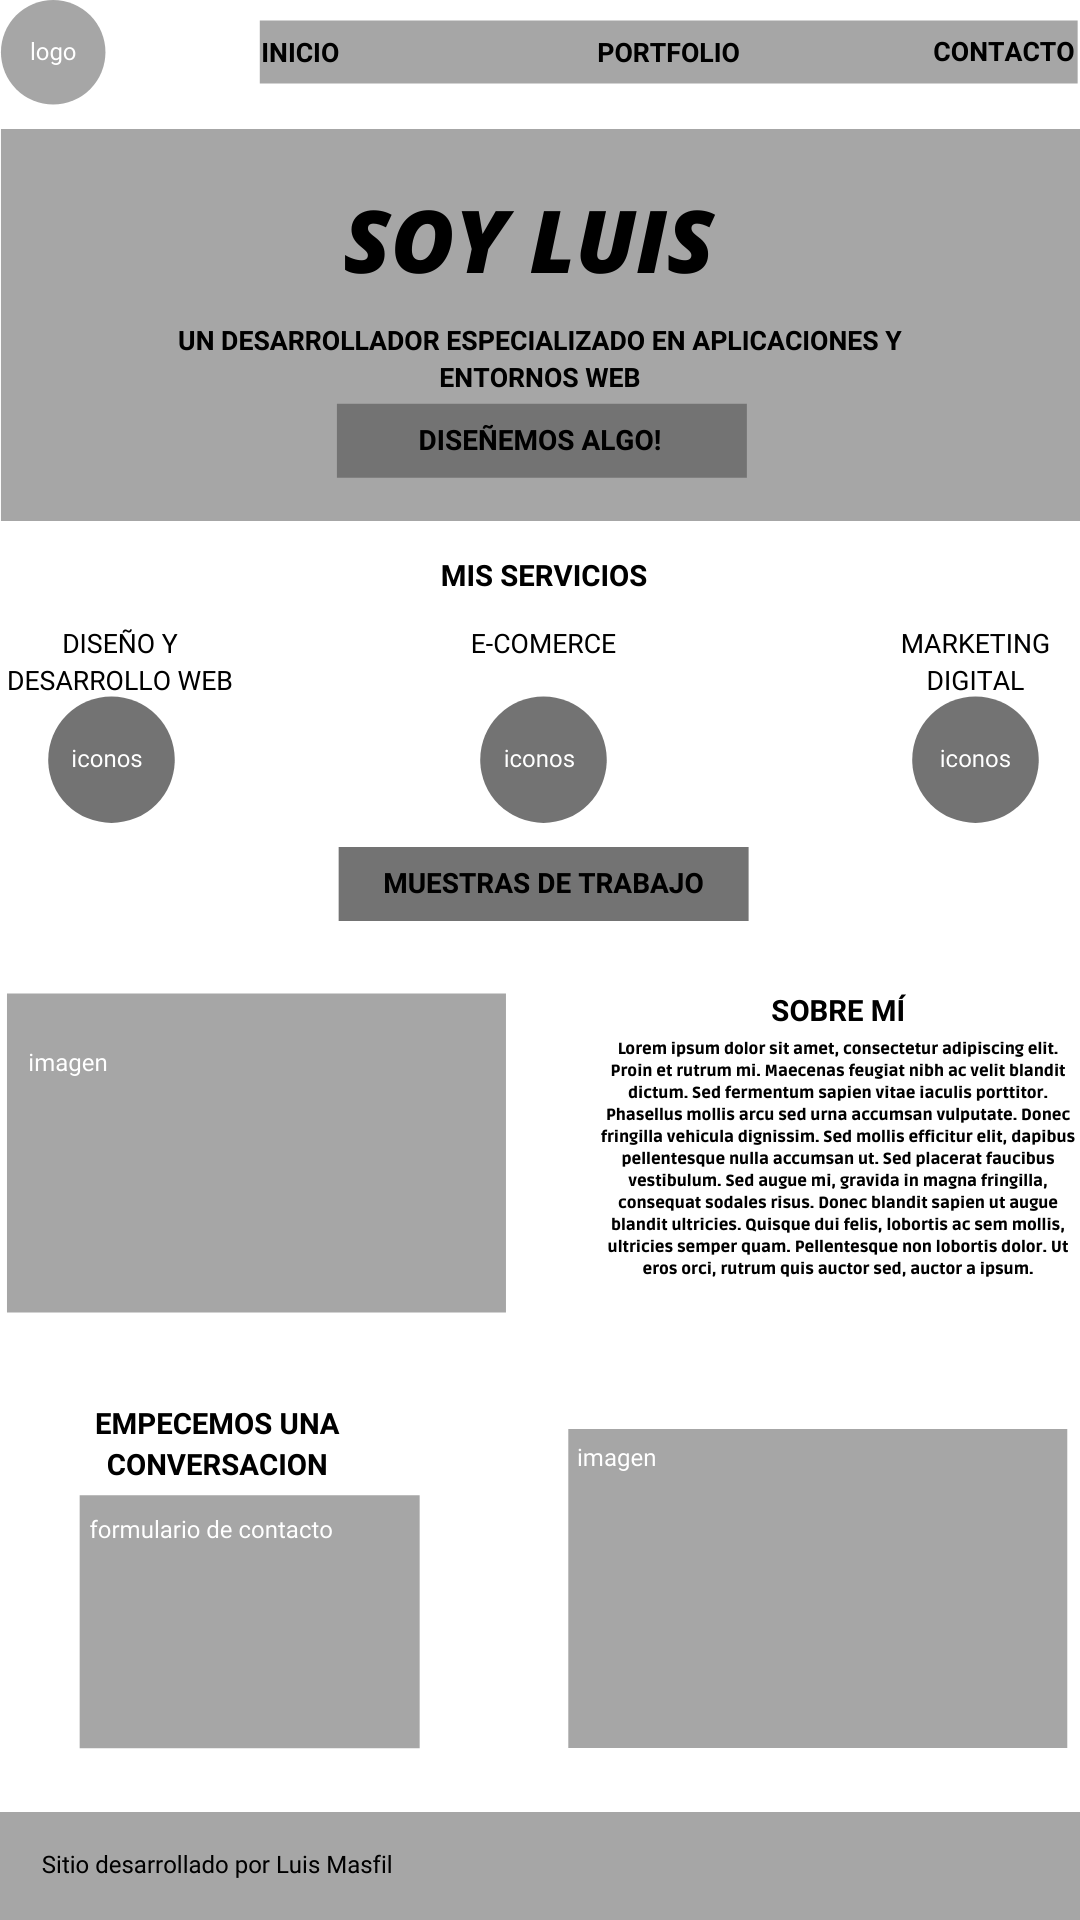 logo
INICIO
PORTFOLIO
CONTACTO
SOY LUIS
UN DESARROLLADOR ESPECIALIZADO EN APLICACIONES Y
ENTORNOS WEB
DISEÑEMOS ALGO!
MIS SERVICIOS
DISEÑO Y
DESARROLLO WEB
iconos
E-COMERCE
iconos
MARKETING
DIGITAL
iconos
MUESTRAS DE TRABAJO
imagen
SOBRE MÍ
Lorem ipsum dolor sit amet, consectetur adipiscing elit.
Proin et rutrum mi. Maecenas feugiat nibh ac velit blandit
dictum. Sed fermentum sapien vitae iaculis porttitor.
Phasellus mollis arcu sed urna accumsan vulputate. Donec
fringilla vehicula dignissim. Sed mollis efficitur elit, dapibus
pellentesque nulla accumsan ut. Sed placerat faucibus
vestibulum. Sed augue mi, gravida in magna fringilla,
consequat sodales risus. Donec blandit sapien ut augue
blandit ultricies. Quisque dui felis, lobortis ac sem mollis,
ultricies semper quam. Pellentesque non lobortis dolor. Ut
eros orci, rutrum quis auctor sed, auctor a ipsum.
EMPECEMOS UNA
CONVERSACION
formulario de contacto
imagen
Sitio desarrollado por Luis Masfil